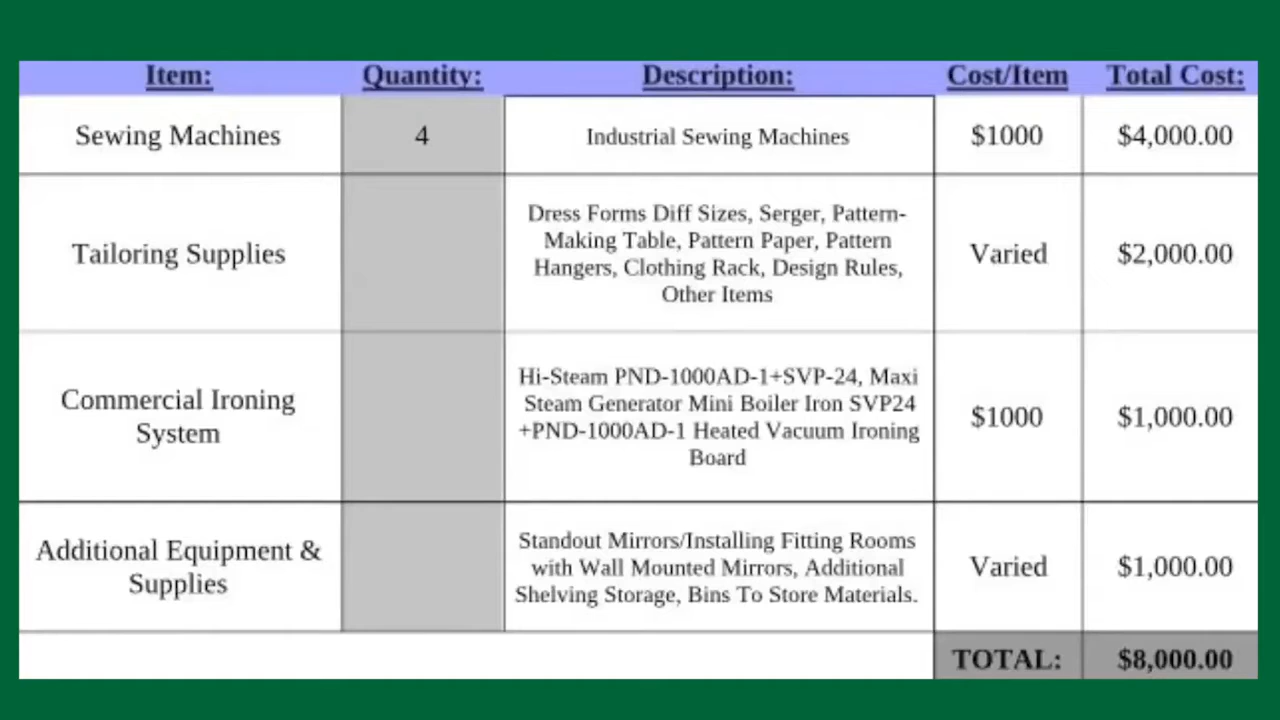 Item: Quantity: Description: Cost/Item Total Cost:
Sewing Machines 4 Industrial Sewing Machines $1000 $4,000.00
Tailoring Supplies
Dress Forms Diff Sizes, Serger, Pattern-
Making Table, Pattern Paper, Pattern
Hangers, Clothing Rack, Design Rules,
Other Items
Varied $2,000.00
Commercial Ironing
System
Hi-Steam PND-1000AD-1+SVP-24, Maxi
Steam Generator Mini Boiler Iron SVP24
+PND-1000AD-1 Heated Vacuum Ironing
Board
$1000 $1,000.00
Additional Equipment &
Supplies
Standout Mirrors/Installing Fitting Rooms
with Wall Mounted Mirrors, Additional
Shelving Storage, Bins To Store Materials.
Varied $1,000.00
TOTAL: $8,000.00